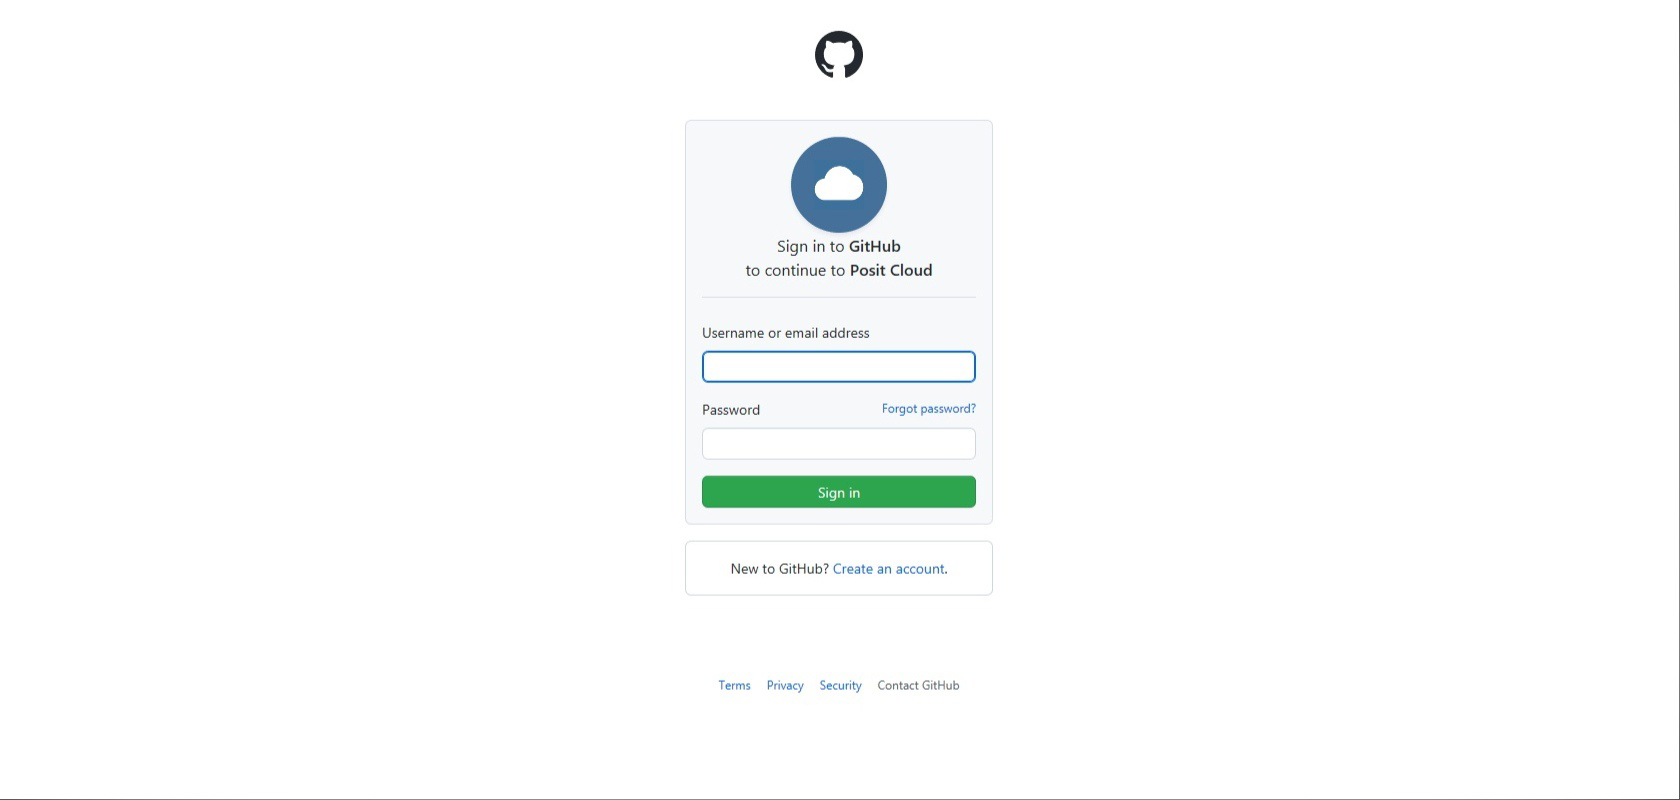 Sign in to GitHub
to continue to Posit Cloud
Username or email address
Password Forgot password?
Sign in
New to GitHub? Create an account.
Terms Privacy Security Contact GitHub